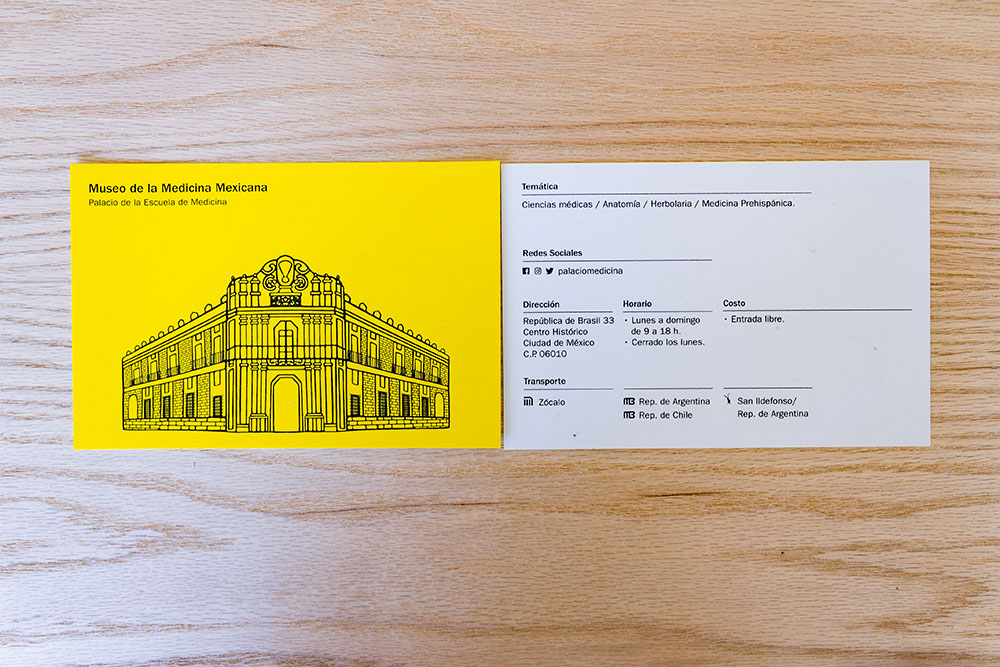 Museo de la Medicina Mexicana
Palacio de la Escuela de Medicina
Temática
Ciencias médicas / Anatomía / Herbolaria / Medicina Prehispánica.
Redes Sociales
palaciomedicina
Dirección
República de Brasil 33
Centro Histórico
Ciudad de México
C.P. 06010
Horario
· Lunes a domingo
de 9 a 18 h.
· Cerrado los lunes.
Costo
· Entrada libre.
Transporte
Zócalo
MB Rep. de Argentina
MB Rep. de Chile
San Ildefonso/
Rep. de Argentina